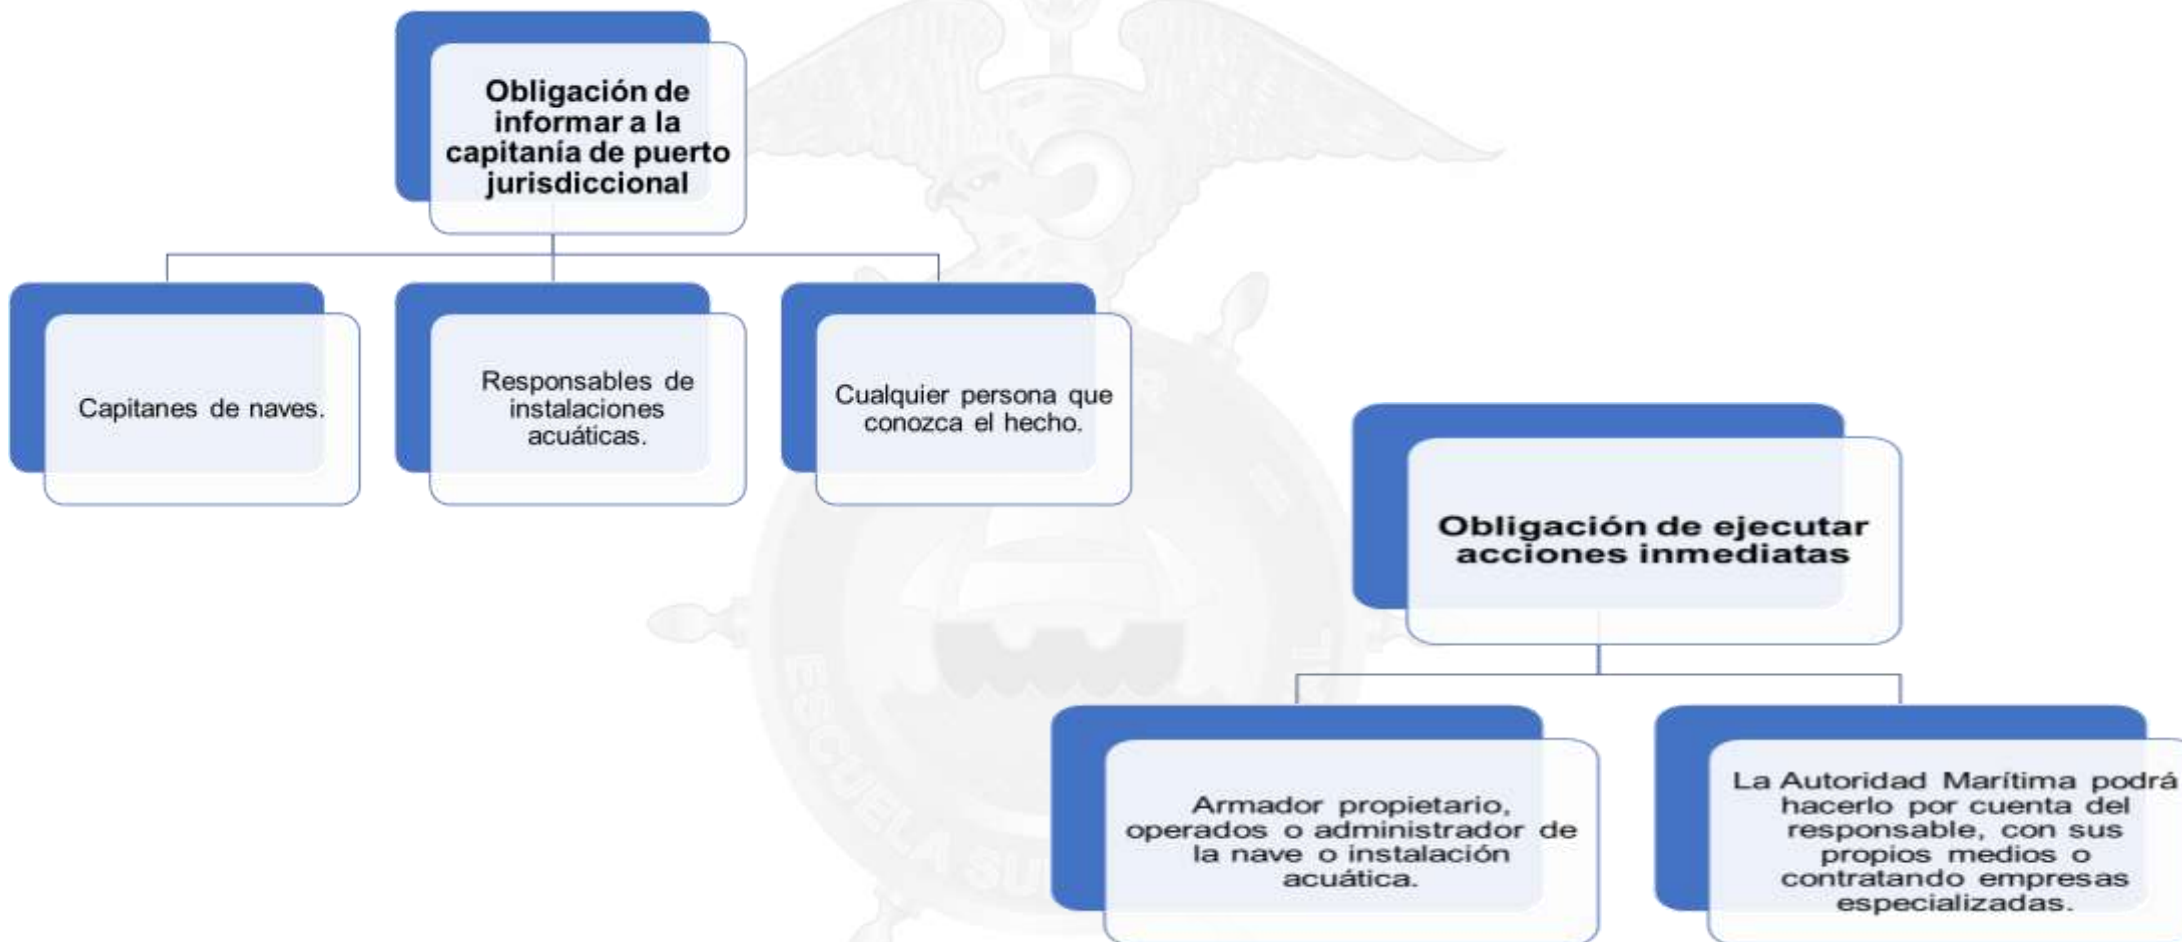 Obligación de
informar a la
capitanía de puerto
jurisdiccional
Capitanes de naves.
Responsables de
instalaciones
acuáticas.
Cualquier persona que
conozca el hecho.
Obligación de ejecutar
acciones inmediatas
Armador propietario,
operados o administrador de
la nave o instalación
acuática.
La Autoridad Marítima podrá
hacerlo por cuenta del
responsable, con sus
propios medios o
contratando empresas
especializadas.
ESCUELA SU